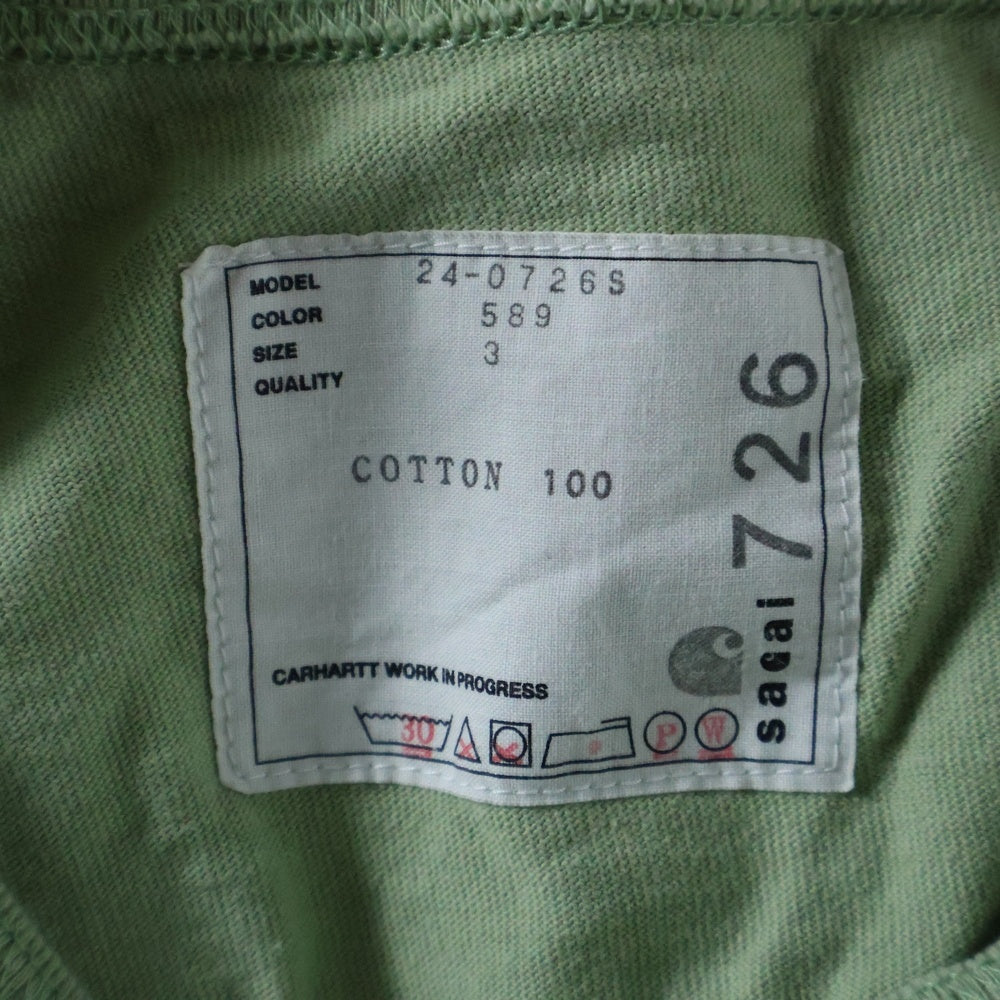 MODEL 24-0726S
COLOR 589
SIZE 3
QUALITY
COTTON 100
CARHARTT WORK IN PROGRESS
30 P W
sacai 726